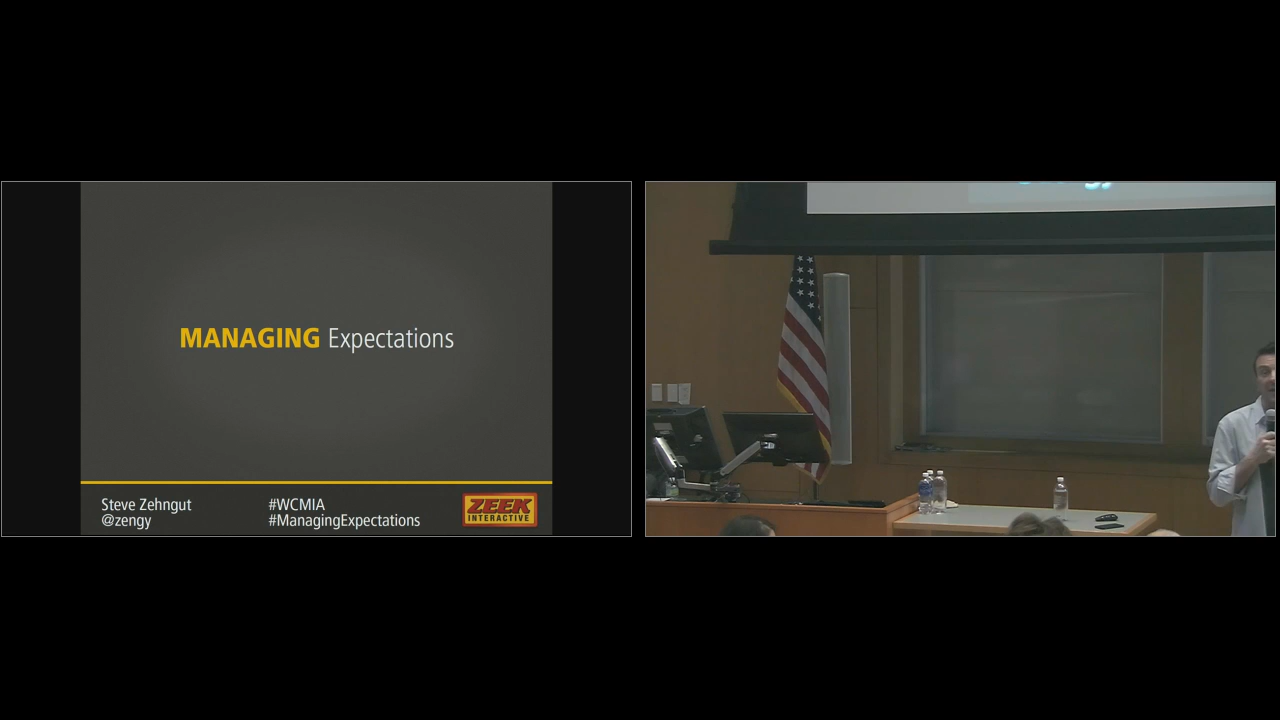 MANAGING Expectations
Steve Zehngut
@zengy
#WCMIA
#ManagingExpectations
ZEEK
INTERACTIVE